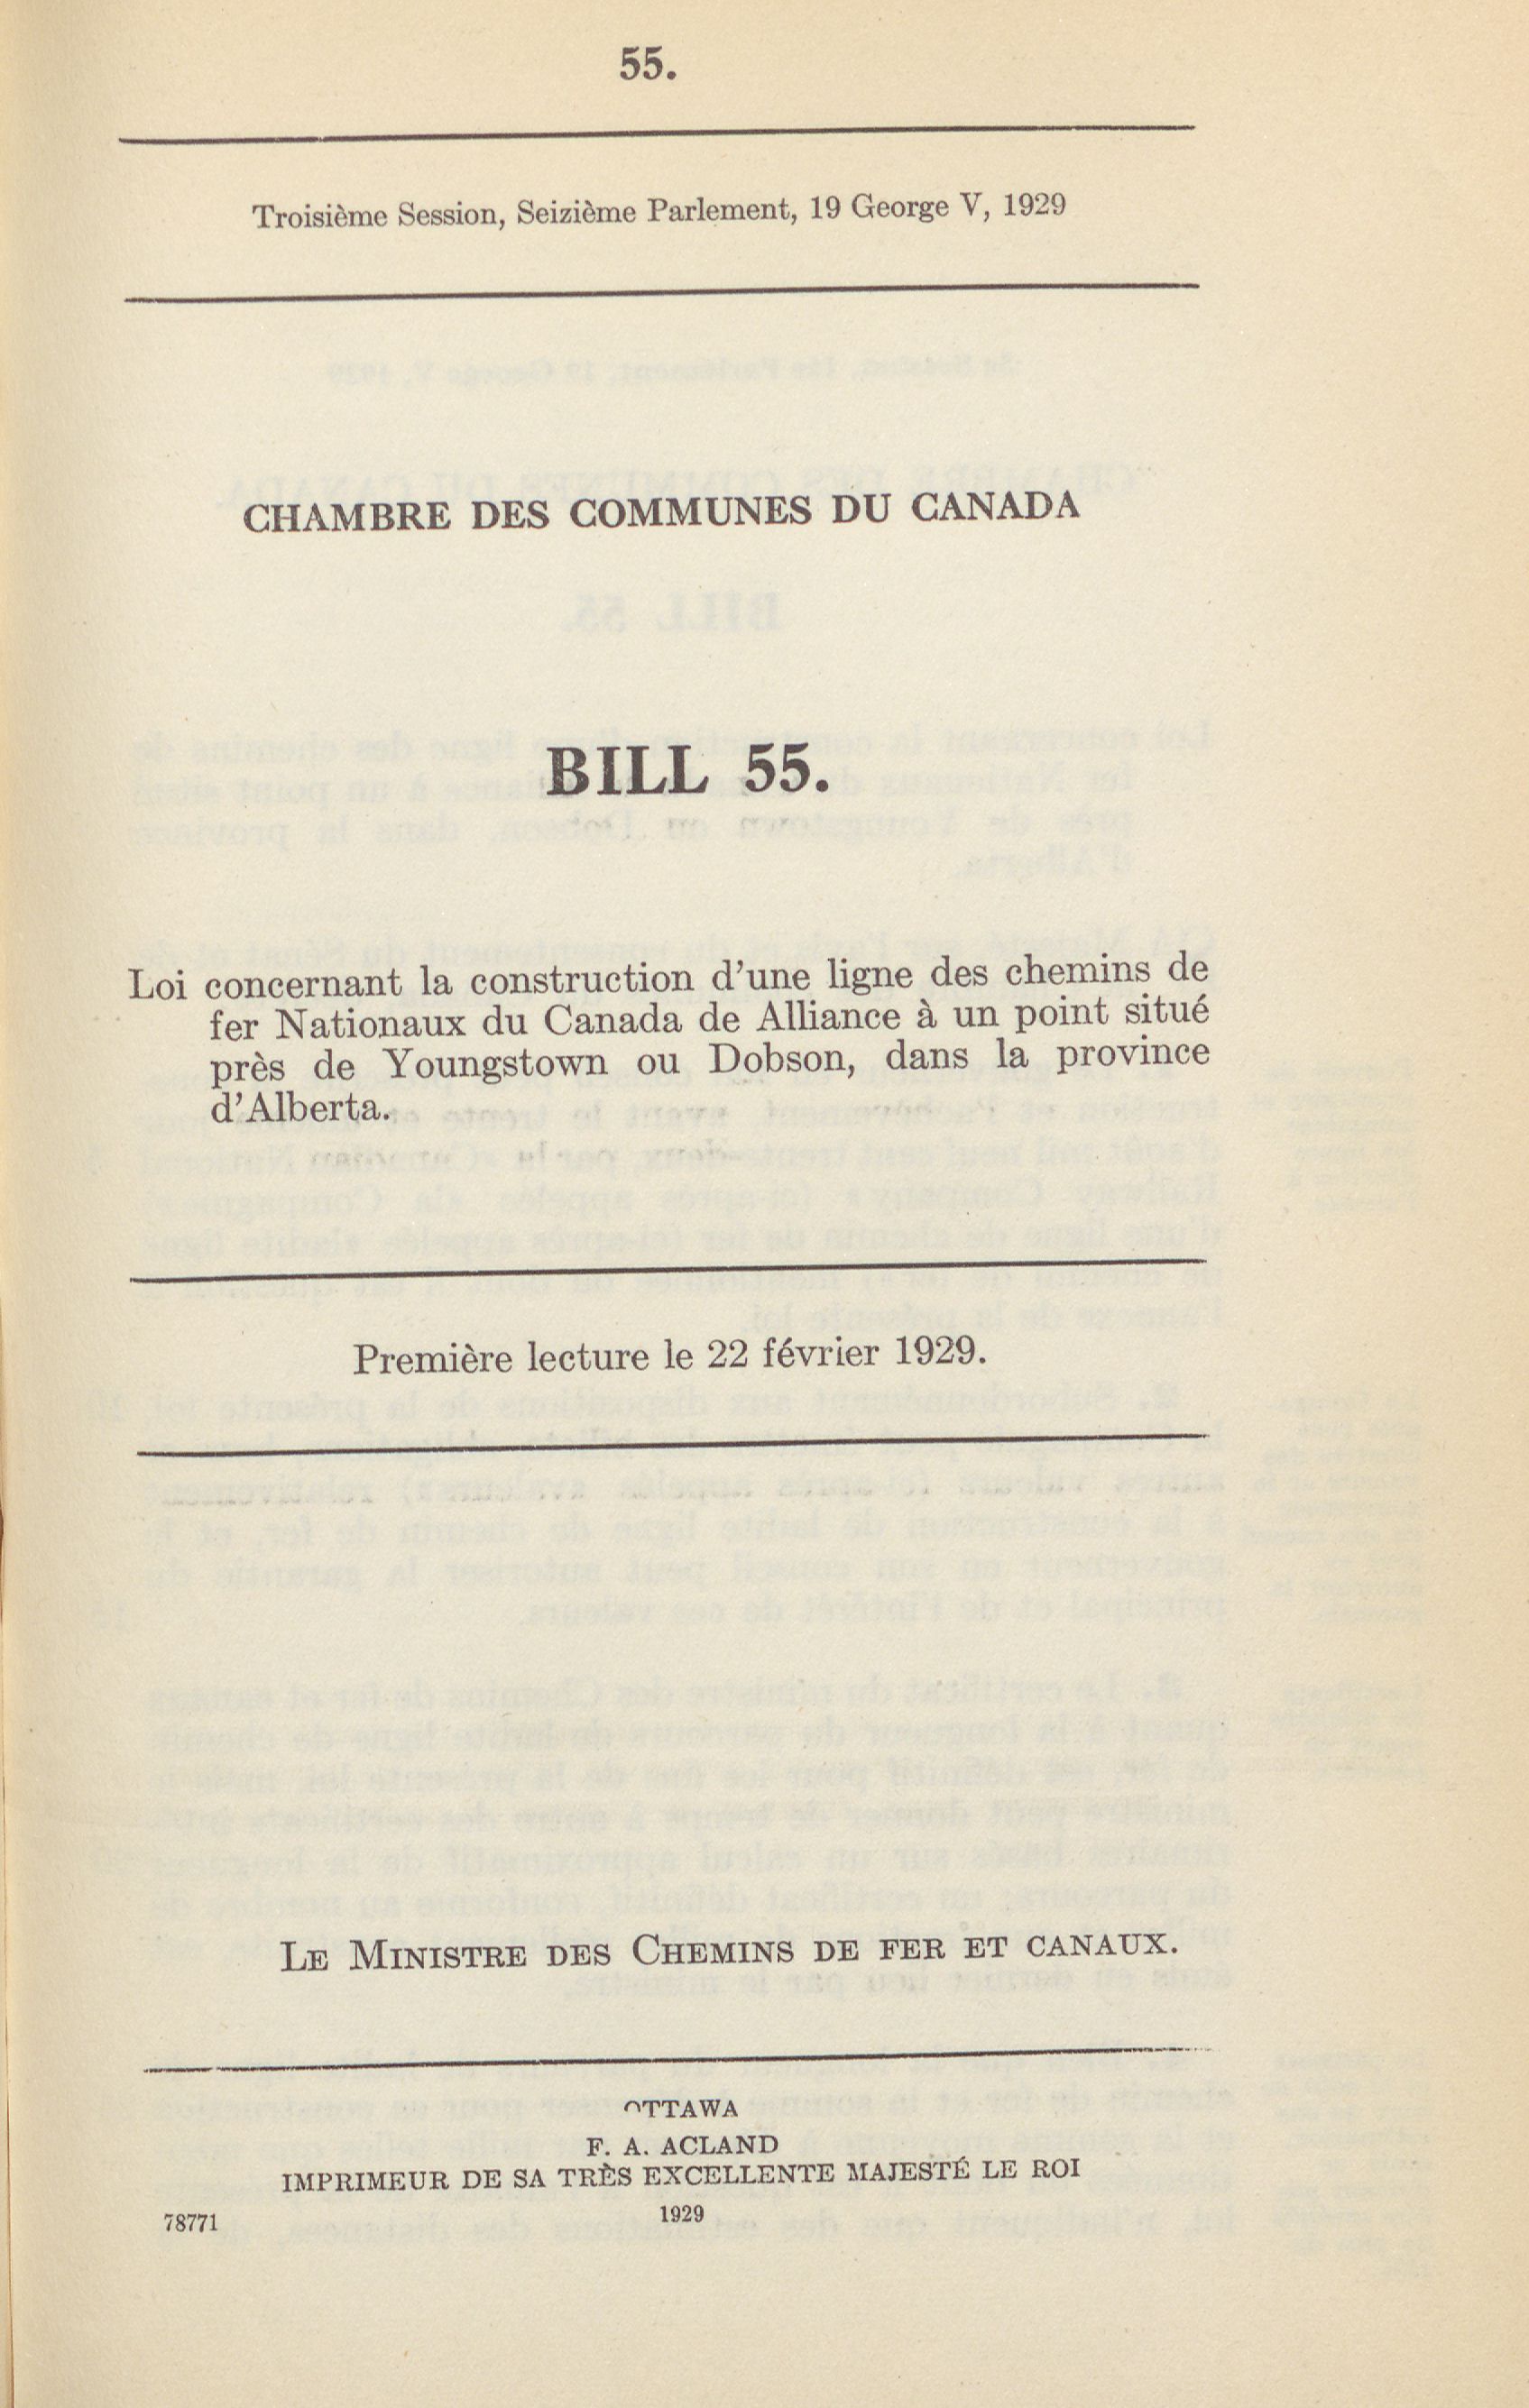 55.
Troisième Session, Seizième Parlement, 19 George V, 1929
CHAMBRE DES COMMUNES DU CANADA
BILL 55.
Loi concernant la construction d'une ligne des chemins de
fer Nationaux du Canada de Alliance à un point situé
près de Youngstown ou Dobson, dans la province
d'Alberta.
Première lecture le 22 février 1929.
LE MINISTRE DES CHEMINS DE FER ET CANAUX.
OTTAWA
F. A. ACLAND
IMPRIMEUR DE SA TRÈS EXCELLENTE MAJESTÉ LE ROI
78771 1929